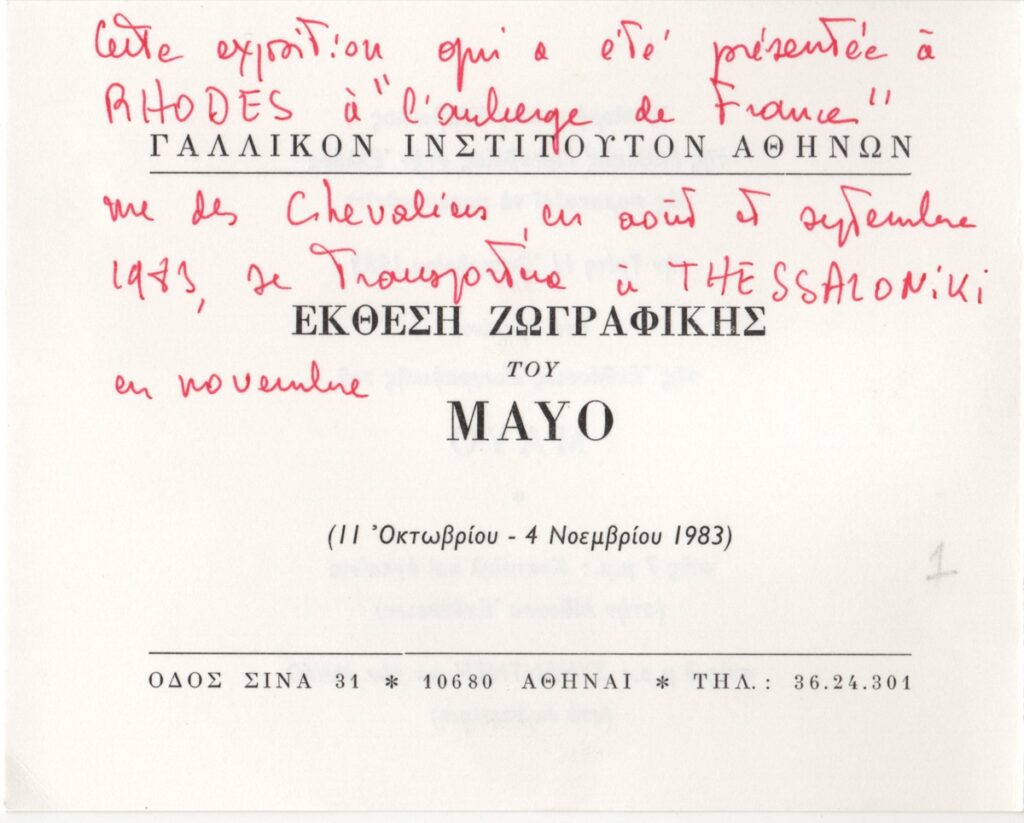 Cette exposition qui a été présentée à
RHODES à "l'auberge de France"
ΓΑΛΛΙΚΟΝ ΙΝΣΤΙΤΟΥΤΟΝ ΑΘΗΝΩΝ
rue des Chevaliers, en août et septembre
1983, se transportera à THESSALONiKi
ΕΚΘΕΣΗ ΖΩΓΡΑΦΙΚΗΣ
ΤΟΥ
en novembre
ΜΑΥΟ
(11 Ὀκτωβρίου - 4 Νοεμβρίου 1983)
1
ΟΔΟΣ ΣΙΝΑ 31 * 10680 ΑΘΗΝΑΙ * ΤΗΛ.: 36.24.301